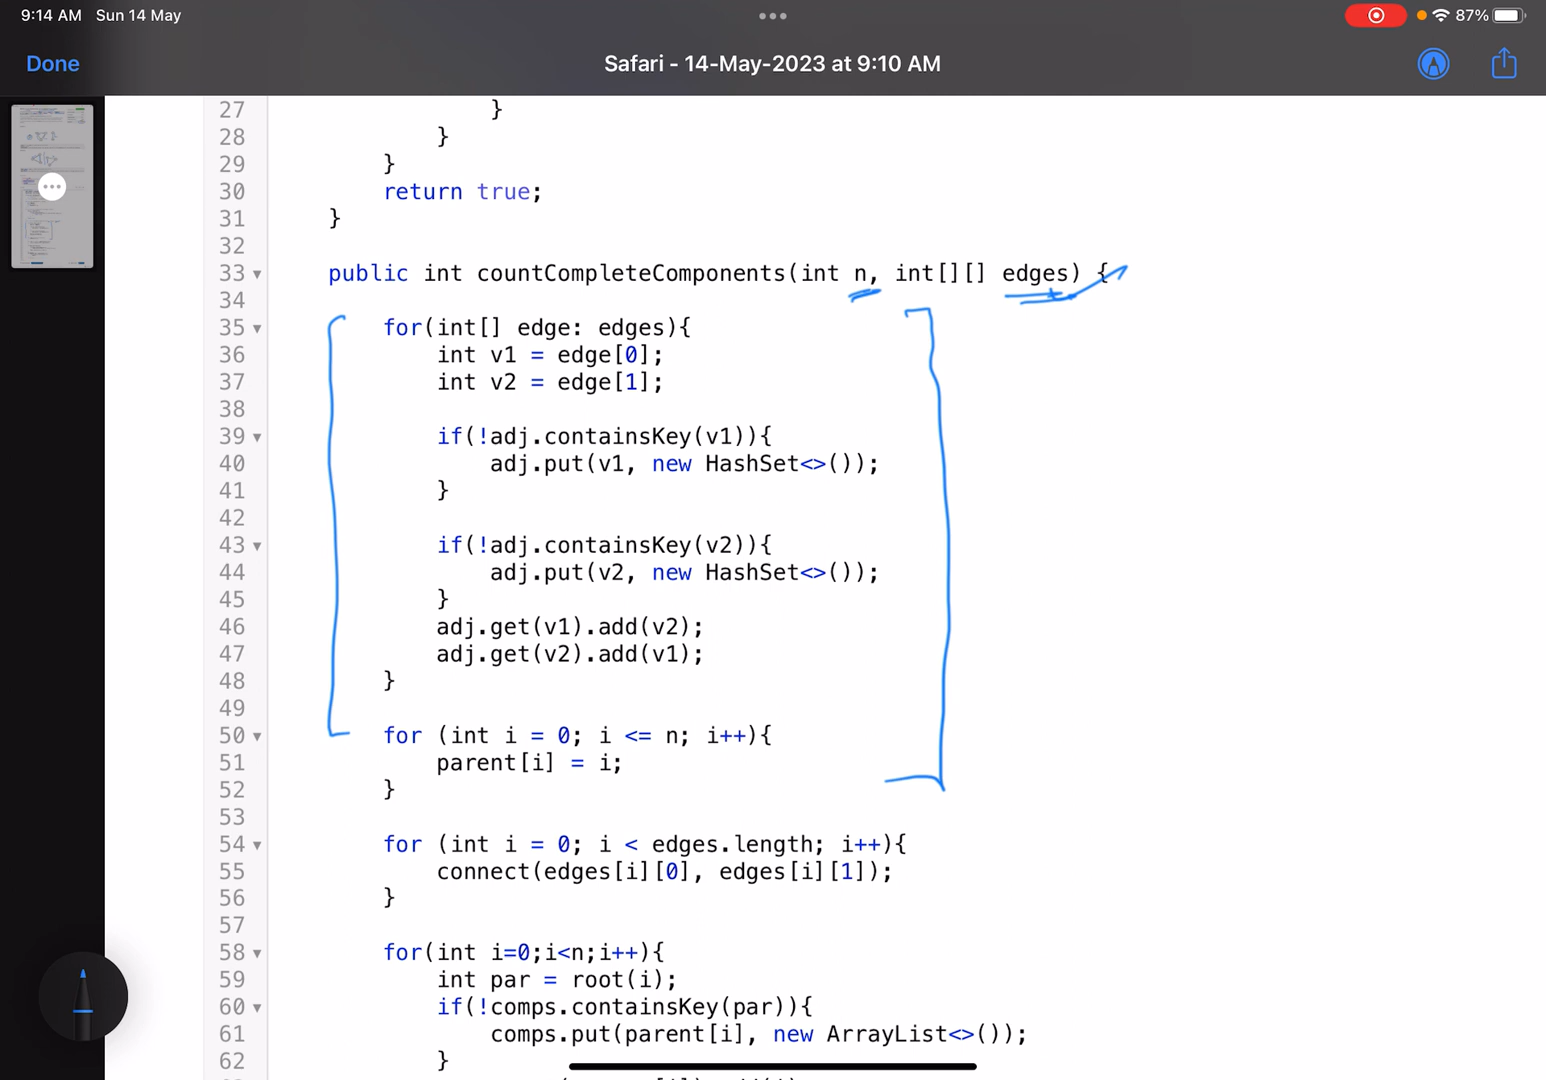 9:14 AM Sun 14 May
87%
Done
Safari - 14-May-2023 at 9:10 AM
27 }
28 }
29 }
30 return true;
31 }
32
33 public int countCompleteComponents(int n, int[][] edges) {
34
35 for(int[] edge: edges){
36 int v1 = edge[0];
37 int v2 = edge[1];
38
39 if(!adj.containsKey(v1)){
40 adj.put(v1, new HashSet<>());
41 }
42
43 if(!adj.containsKey(v2)){
44 adj.put(v2, new HashSet<>());
45 }
46 adj.get(v1).add(v2);
47 adj.get(v2).add(v1);
48 }
49
50 for (int i = 0; i <= n; i++){
51 parent[i] = i;
52 }
53
54 for (int i = 0; i < edges.length; i++){
55 connect(edges[i][0], edges[i][1]);
56 }
57
58 for(int i=0;i<n;i++){
59 int par = root(i);
60 if(!comps.containsKey(par)){
61 comps.put(parent[i], new ArrayList<>());
62 }